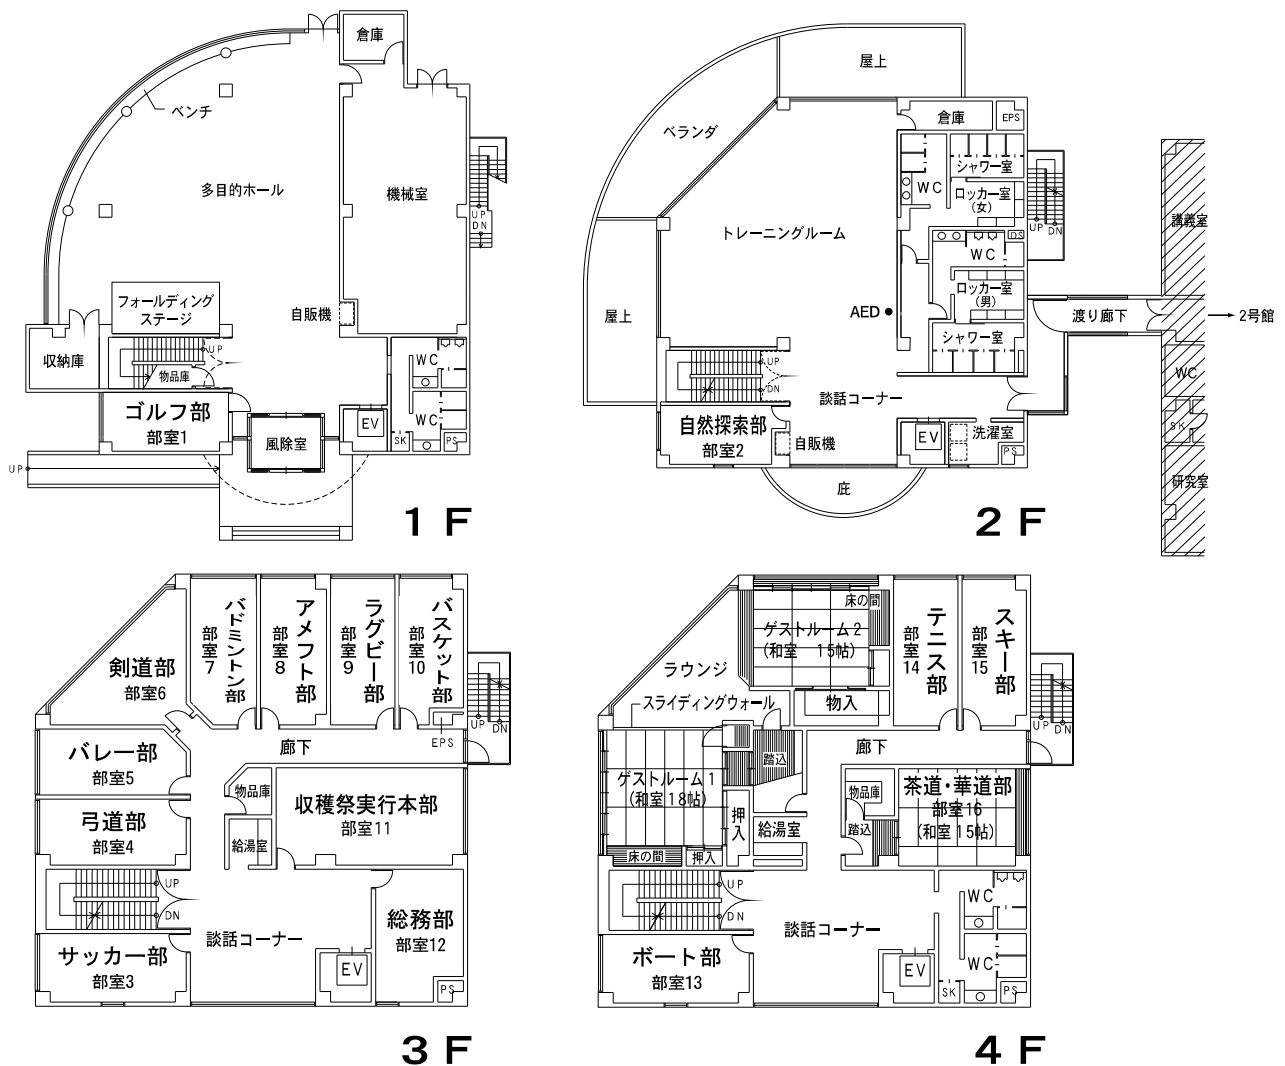 倉庫
ベンチ
多目的ホール
機械室
UP
DN
フォールディング
ステージ
自販機
収納庫
UP
物品庫
WC
ゴルフ部
部室1
風除室
EV
WC
SK
PS
UP
1F
屋上
ベランダ
倉庫
EPS
シャワー室
WC
ロッカー室
(女)
トレーニングルーム
UP
DN
DS
WC
講義室
ロッカー室
(男)
AED
屋上
渡り廊下
2号館
シャワー室
UP
DN
WC
談話コーナー
自然探索部
部室2
自販機
EV
洗濯室
PS
SK
庇
研究室
2F
剣道部
部室6
バドミントン部
部室7
アメフト部
部室8
ラグビー部
部室9
バスケット部
部室10
UP
DN
EPS
廊下
バレー部
部室5
物品庫
収穫祭実行本部
部室11
弓道部
部室4
給湯室
UP
DN
談話コーナー
総務部
部室12
サッカー部
部室3
EV
PS
3F
床の間
ゲストルーム2
(和室 15帖)
ラウンジ
テニス部
部室14
スキー部
部室15
スライディングウォール
物入
UP
DN
廊下
踏込
ゲストルーム1
(和室18帖)
物品庫
茶道・華道部
部室16
(和室15帖)
押入
給湯室
踏込
床の間
押入
UP
DN
WC
談話コーナー
ボート部
部室13
EV
WC
SK
PS
4F